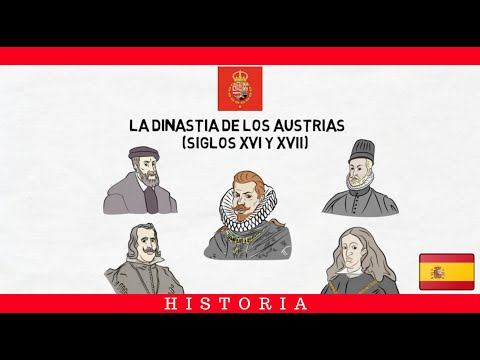 LA DINASTIA DE LOS AUSTRIAS
(SIGLOS XVI Y XVII)
HISTORIA